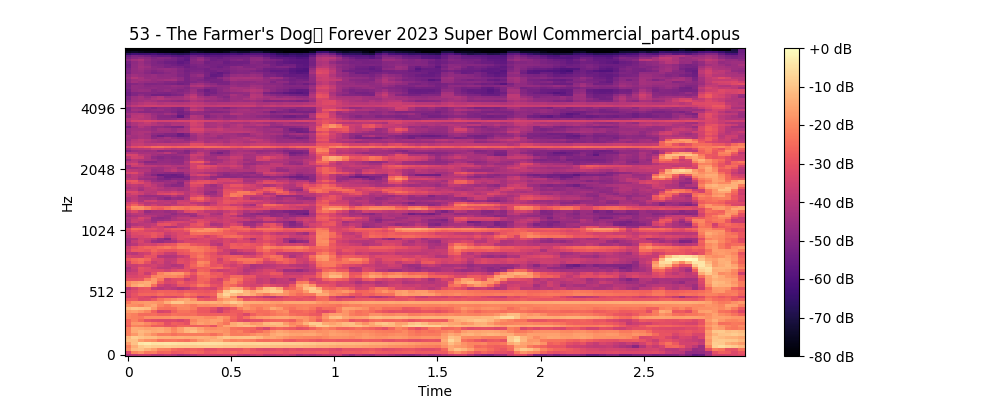 53 - The Farmer's Dog▯ Forever 2023 Super Bowl Commercial_part4.opus
+0 dB
4096
-10 dB
-20 dB
2048
-30 dB
Hz
-40 dB
1024
-50 dB
512
-60 dB
-70 dB
0
-80 dB
0
0.5
1
1.5
2
2.5
Time